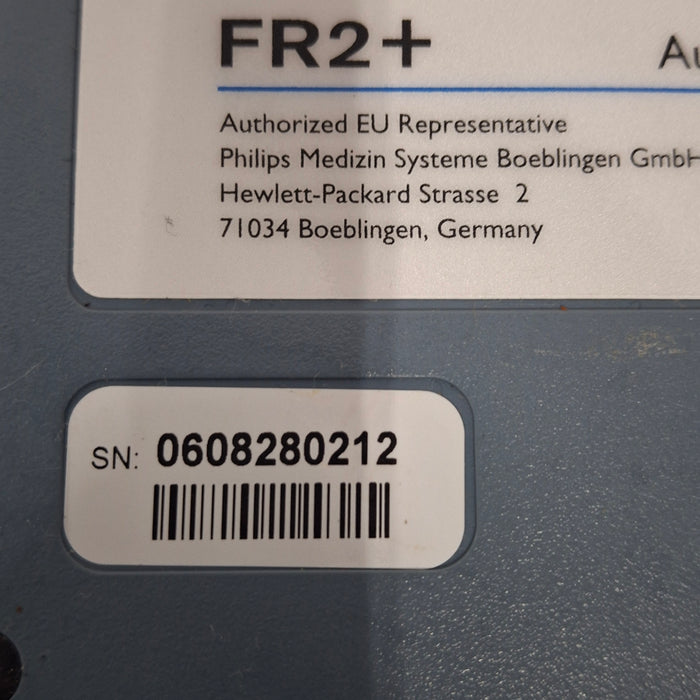 FR2+
Authorized EU Representative
Philips Medizin Systeme Boeblingen GmbH
Hewlett-Packard Strasse 2
71034 Boeblingen, Germany
SN: 0608280212